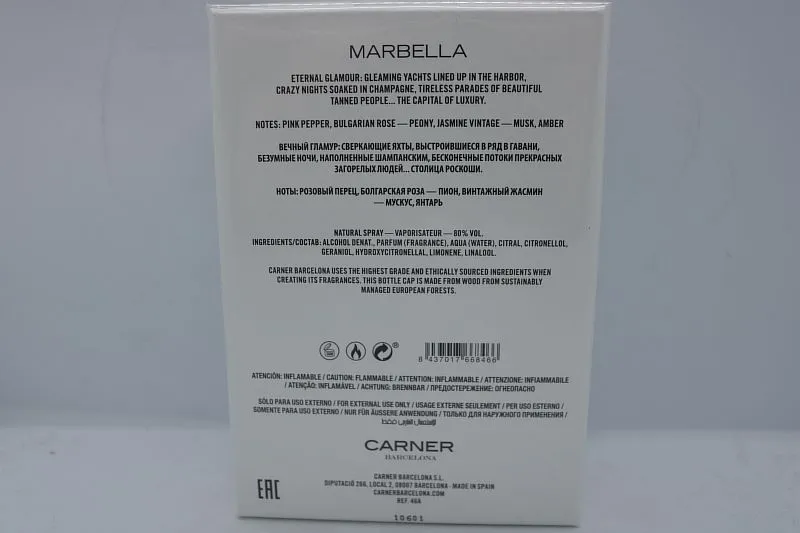 MARBELLA
ETERNAL GLAMOUR: GLEAMING YACHTS LINED UP IN THE HARBOR,
CRAZY NIGHTS SOAKED IN CHAMPAGNE, TIRELESS PARADES OF BEAUTIFUL
TANNED PEOPLE... THE CAPITAL OF LUXURY.
NOTES: PINK PEPPER, BULGARIAN ROSE — PEONY, JASMINE VINTAGE — MUSK, AMBER
ВЕЧНЫЙ ГЛАМУР: СВЕРКАЮЩИЕ ЯХТЫ, ВЫСТРОИВШИЕСЯ В РЯД В ГАВАНИ,
БЕЗУМНЫЕ НОЧИ, НАПОЛНЕННЫЕ ШАМПАНСКИМ, БЕСКОНЕЧНЫЕ ПОТОКИ ПРЕКРАСНЫХ
ЗАГОРЕЛЫХ ЛЮДЕЙ... СТОЛИЦА РОСКОШИ.
НОТЫ: РОЗОВЫЙ ПЕРЕЦ, БОЛГАРСКАЯ РОЗА — ПИОН, ВИНТАЖНЫЙ ЖАСМИН
— МУСКУС, ЯНТАРЬ
NATURAL SPRAY — VAPORISATEUR — 80% VOL.
INGREDIENTS/СОСТАВ: ALCOHOL DENAT., PARFUM (FRAGRANCE), AQUA (WATER), CITRAL, CITRONELLOL,
GERANIOL, HYDROXYCITRONELLAL, LIMONENE, LINALOOL.
CARNER BARCELONA USES THE HIGHEST GRADE AND ETHICALLY SOURCED INGREDIENTS WHEN
CREATING ITS FRAGRANCES. THIS BOTTLE CAP IS MADE FROM WOOD FROM SUSTAINABLY
MANAGED EUROPEAN FORESTS.
8 437017 668466
ATENCIÓN: INFLAMABLE / CAUTION: FLAMMABLE / ATTENTION: INFLAMMABLE / ATTENZIONE: INFIAMMABILE
/ ATENÇÃO: INFLAMÁVEL / ACHTUNG: BRENNBAR / ПРЕДОСТЕРЕЖЕНИЕ: ОГНЕОПАСНО
SÓLO PARA USO EXTERNO / FOR EXTERNAL USE ONLY / USAGE EXTERNE SEULEMENT / PER USO ESTERNO /
SOMENTE PARA USO EXTERNO / NUR FÜR ÄUSSERE ANWENDUNG / ТОЛЬКО ДЛЯ НАРУЖНОГО ПРИМЕНЕНИЯ /
للإستعمال الخارجي فقط
CARNER
BARCELONA
CARNER BARCELONA S.L.
DIPUTACIÓ 266, LOCAL 2, 08007 BARCELONA · MADE IN SPAIN
CARNERBARCELONA.COM
REF. 46A
EAC
10601